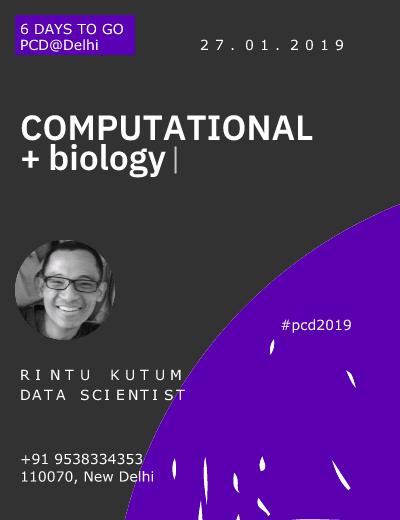 6 DAYS TO GO
PCD@Delhi
27.01.2019
COMPUTATIONAL
+ biology|
#pcd2019
RINTU KUTUM
DATA SCIENTIST
+91 9538334353
110070, New Delhi